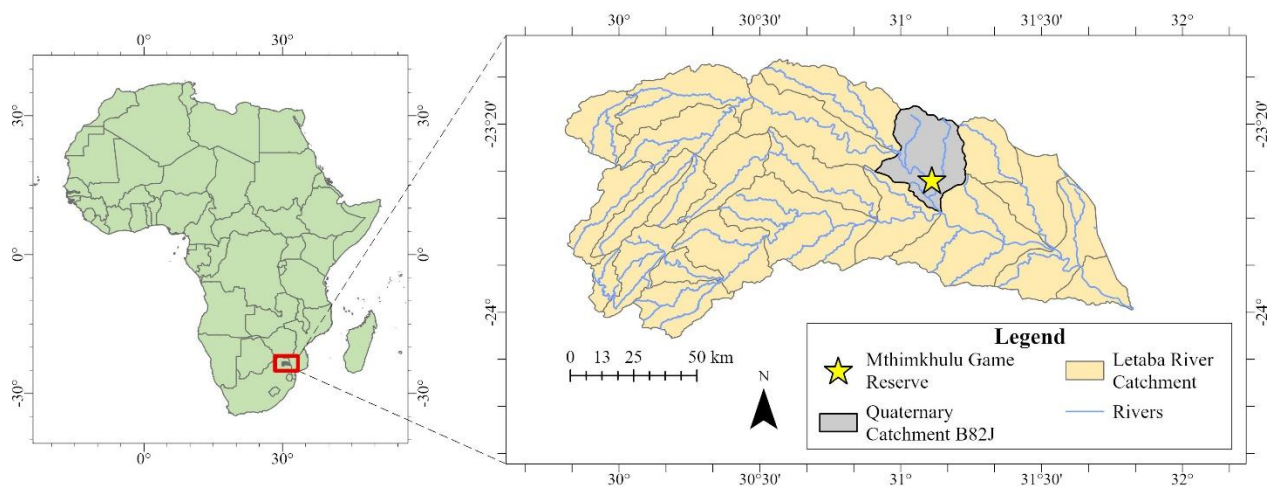 0° 30°
30°
0°
-30°
30°
0°
-30°
0° 30°
30° 30°30' 31° 31°30' 32°
-23°20'
-24°
-23°20'
-24°
0 13 25 50 km
N
Legend
Mthimkhulu Game
Reserve
Quaternary
Catchment B82J
Letaba River
Catchment
Rivers
30° 30°30' 31° 31°30' 32°